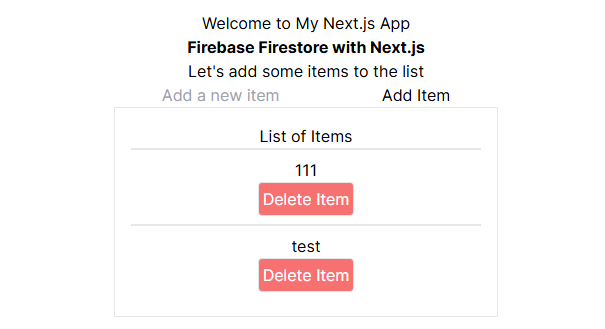 Welcome to My Next.js App
Firebase Firestore with Next.js
Let's add some items to the list
Add a new item Add Item
List of Items
111
Delete Item
test
Delete Item